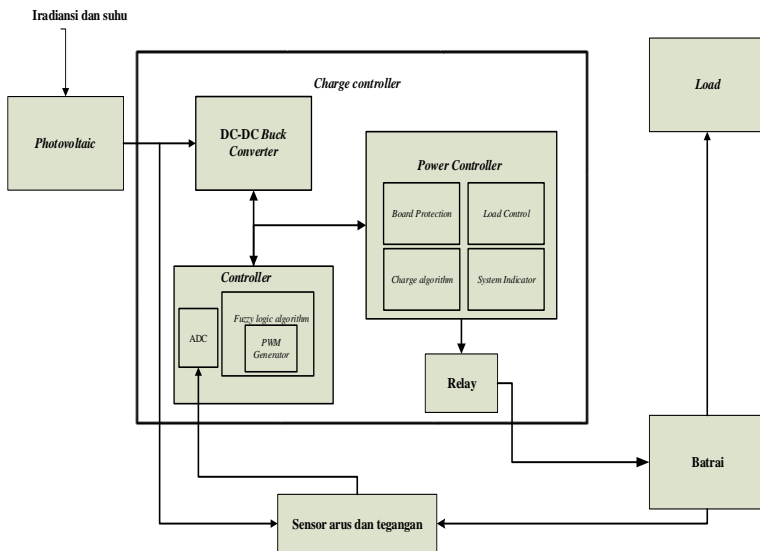 Iradiansi dan suhu
Charge controller
Photovoltaic
DC-DC Buck
Converter
Load
Power Controller
Board Protection
Load Control
Charge algorithm
System Indicator
Controller
ADC
Fuzzy logic algorithm
PWM
Generator
Relay
Batrai
Sensor arus dan tegangan